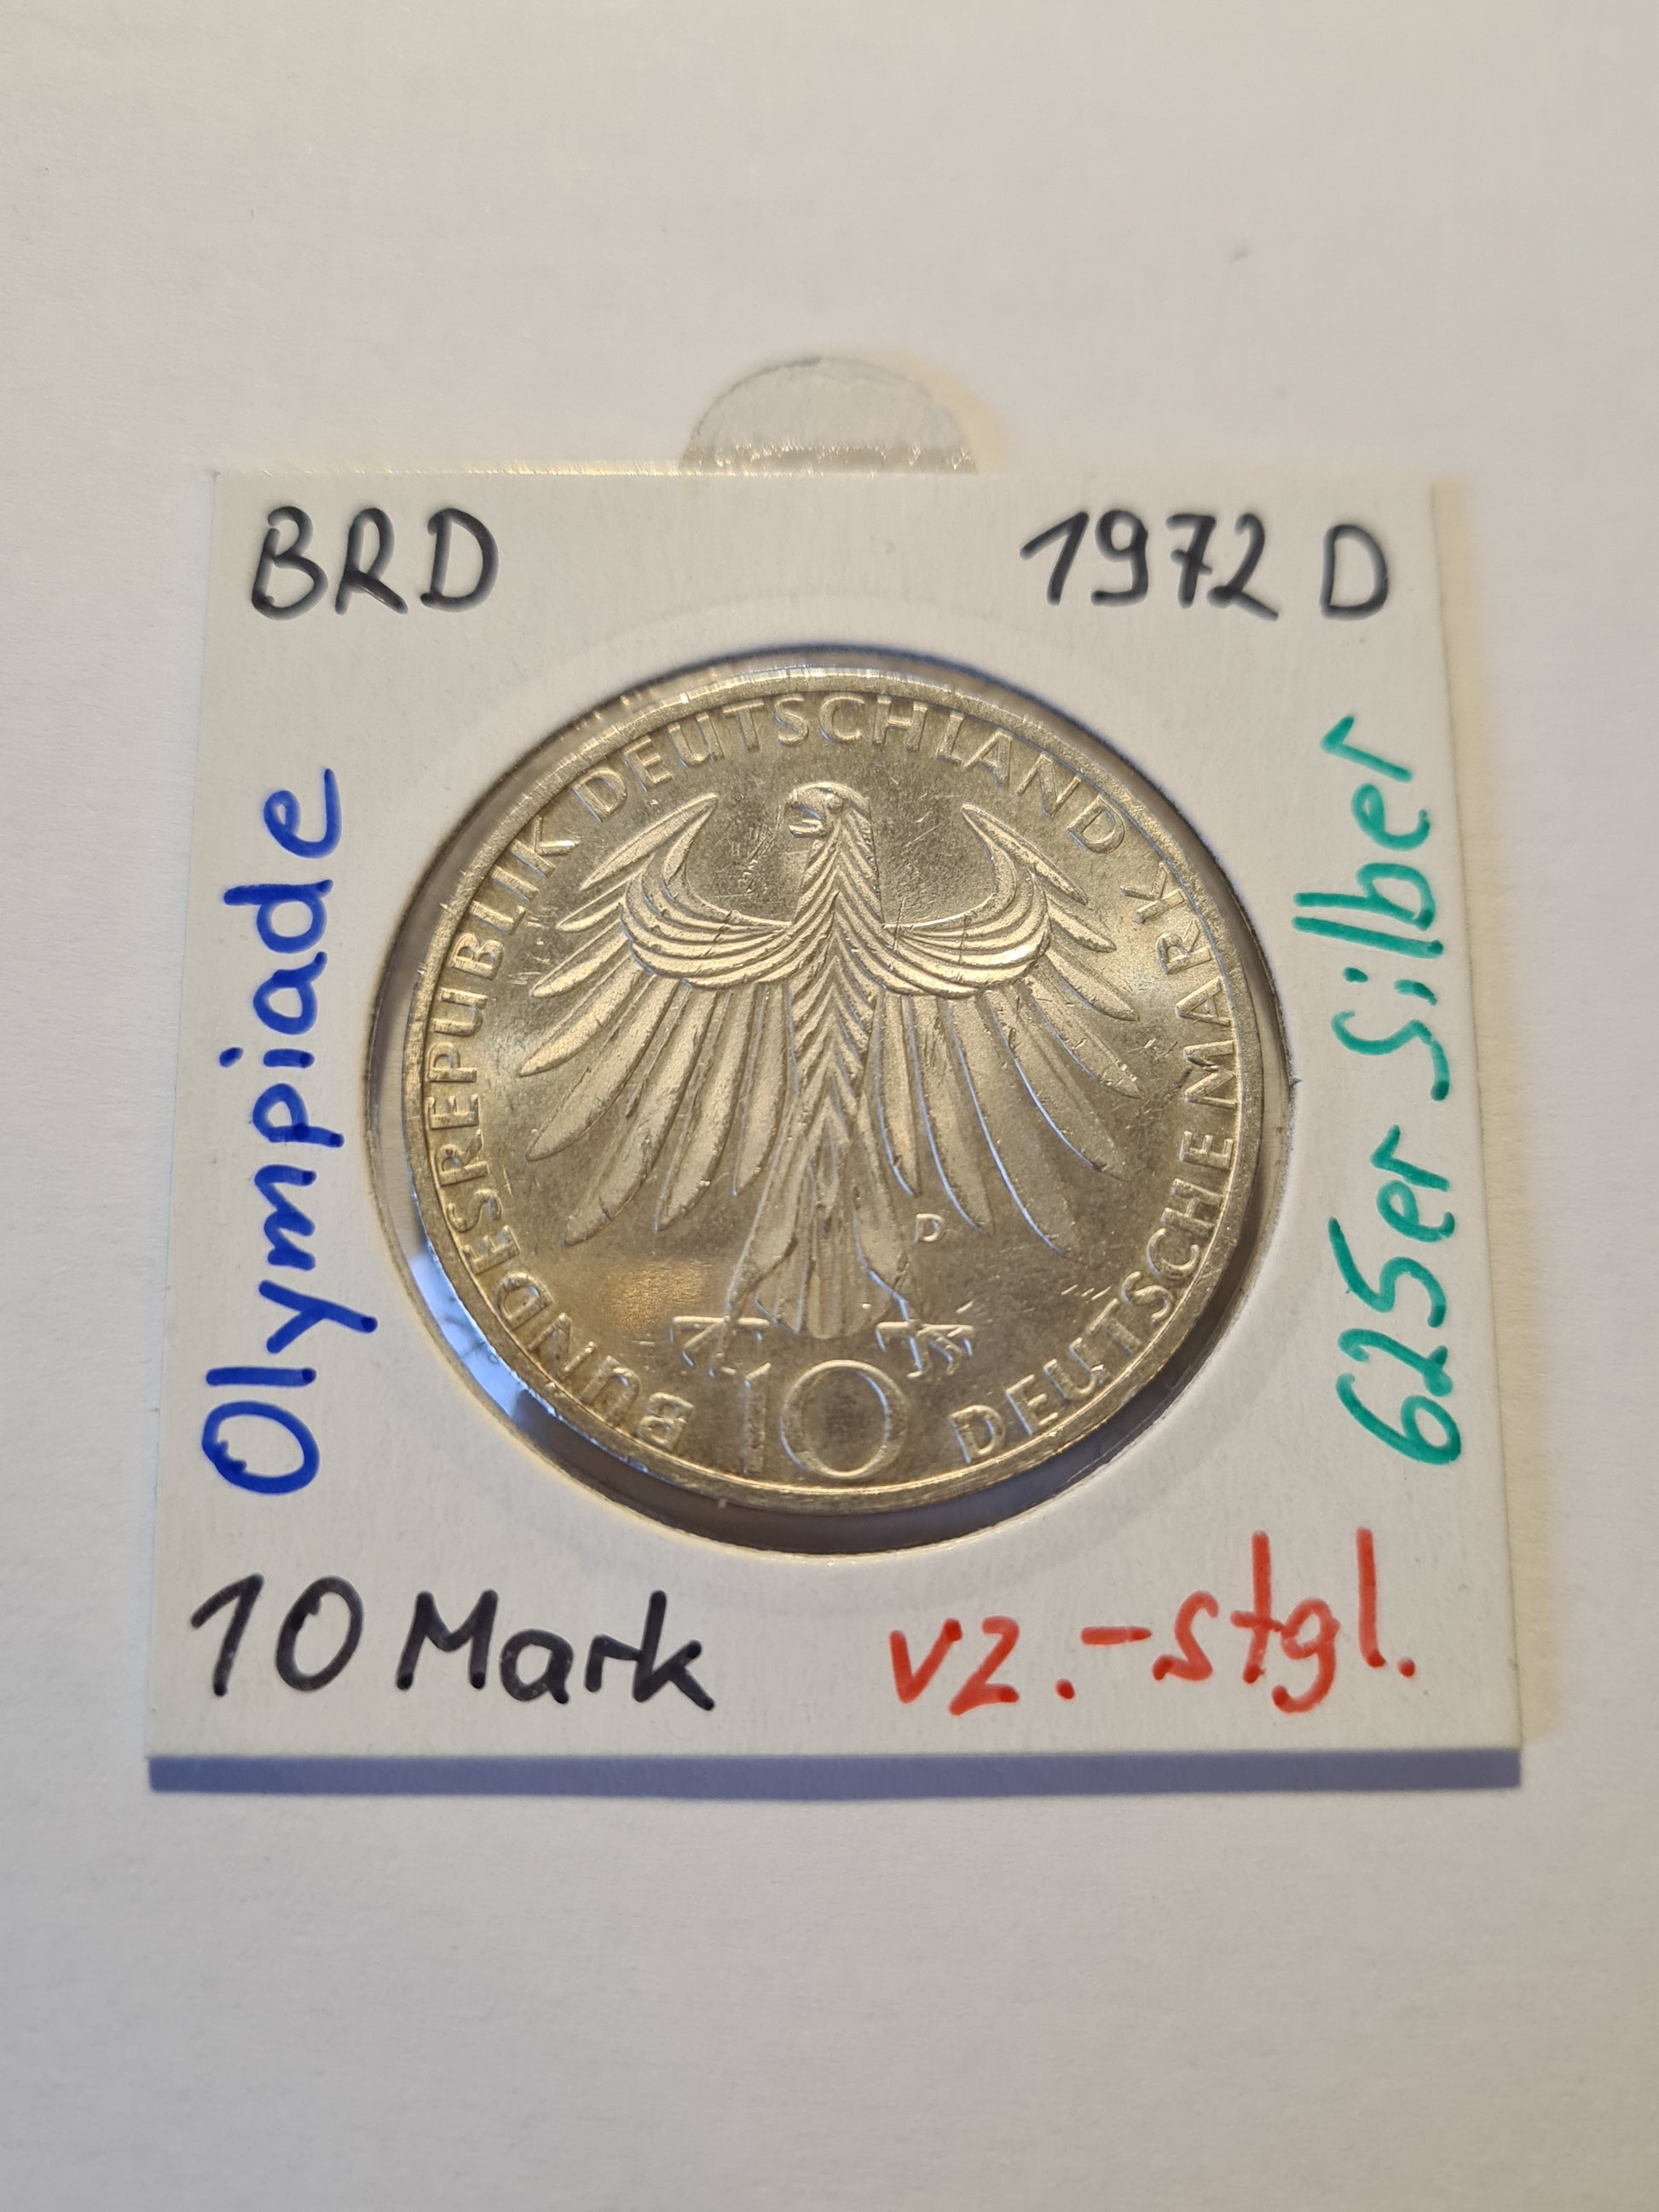 BRD
1972 D
Olympiade
625er Silber
BUNDESREPUBLIK DEUTSCHLAND
DEUTSCHE MARK
D
10
10 Mark
vz.-stgl.